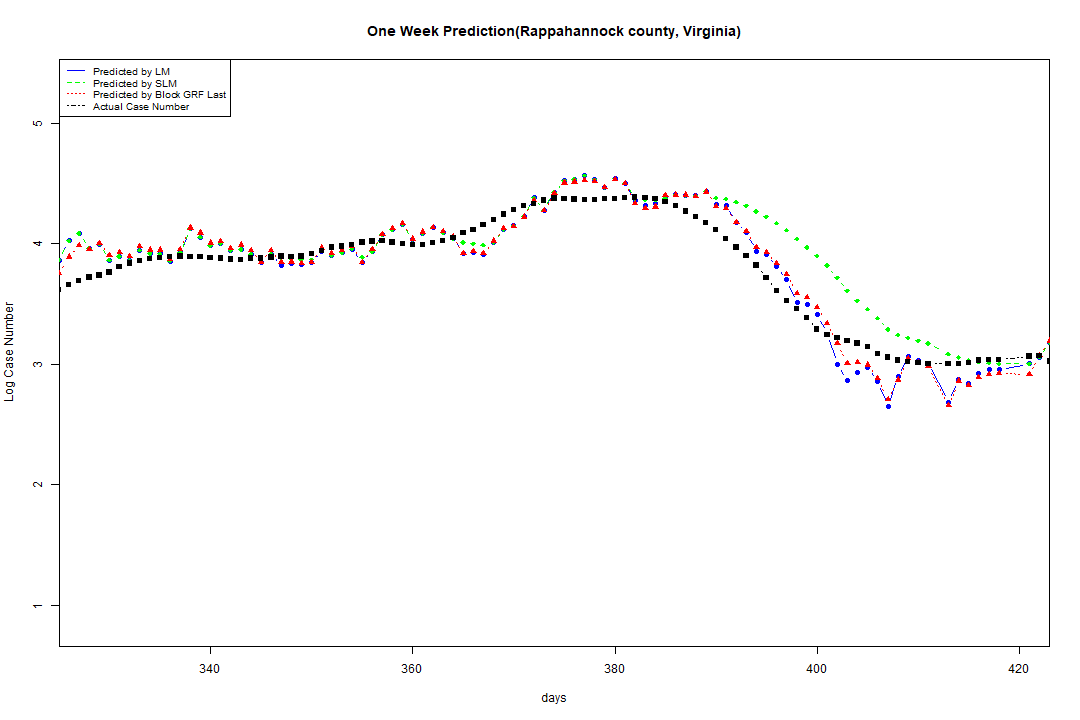 One Week Prediction(Rappahannock county, Virginia)
Predicted by LM
Predicted by SLM
Predicted by Block GRF Last
Actual Case Number
5
4
3
2
1
Log Case Number
340 360 380 400 420
days